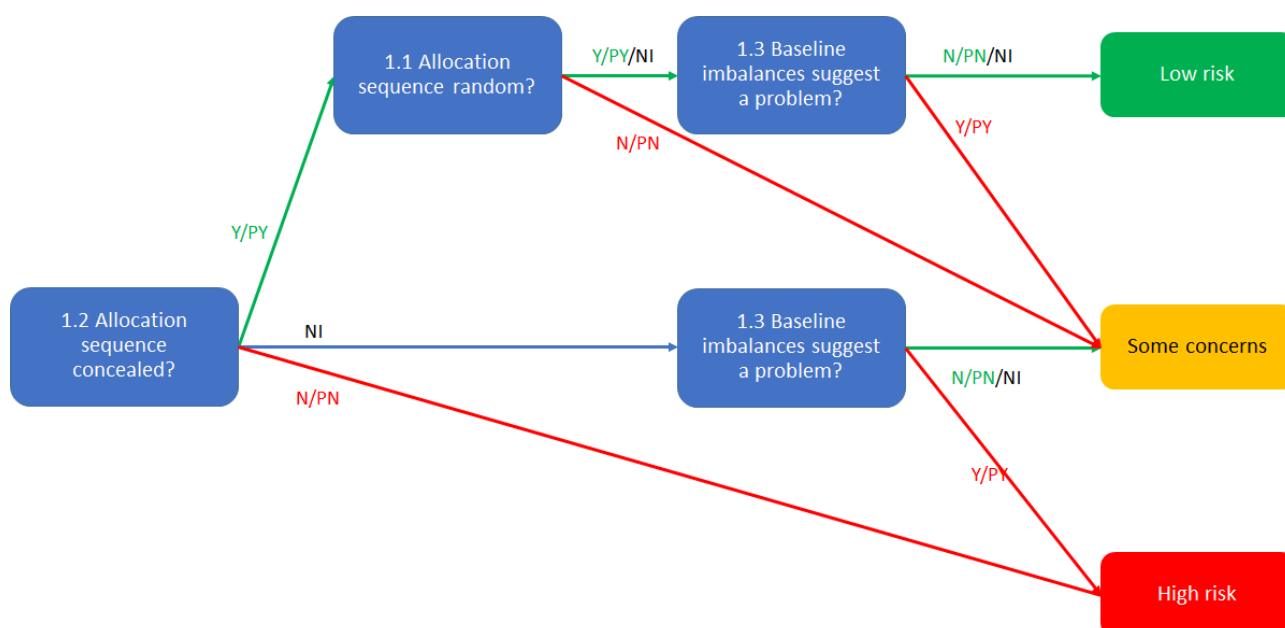 1.1 Allocation
sequence random?
Y/PY/NI
1.3 Baseline
imbalances suggest
a problem?
N/PN/NI
Low risk
N/PN
Y/PY
Y/PY
1.2 Allocation
sequence
concealed?
NI
N/PN
1.3 Baseline
imbalances suggest
a problem?
N/PN/NI
Some concerns
Y/PY
High risk